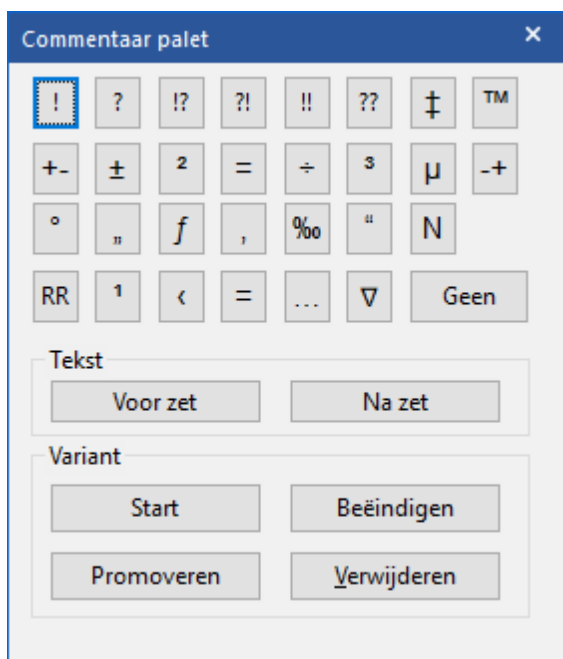 Commentaar palet ×
! ? !? ?! !! ?? ‡ ™
+- ± ² = ÷ ³ µ -+
° „ ƒ ‚ ‰ “ N
RR ¹ ‹ = … ∇ Geen
Tekst
Voor zet Na zet
Variant
Start Beëindigen
Promoveren Verwijderen